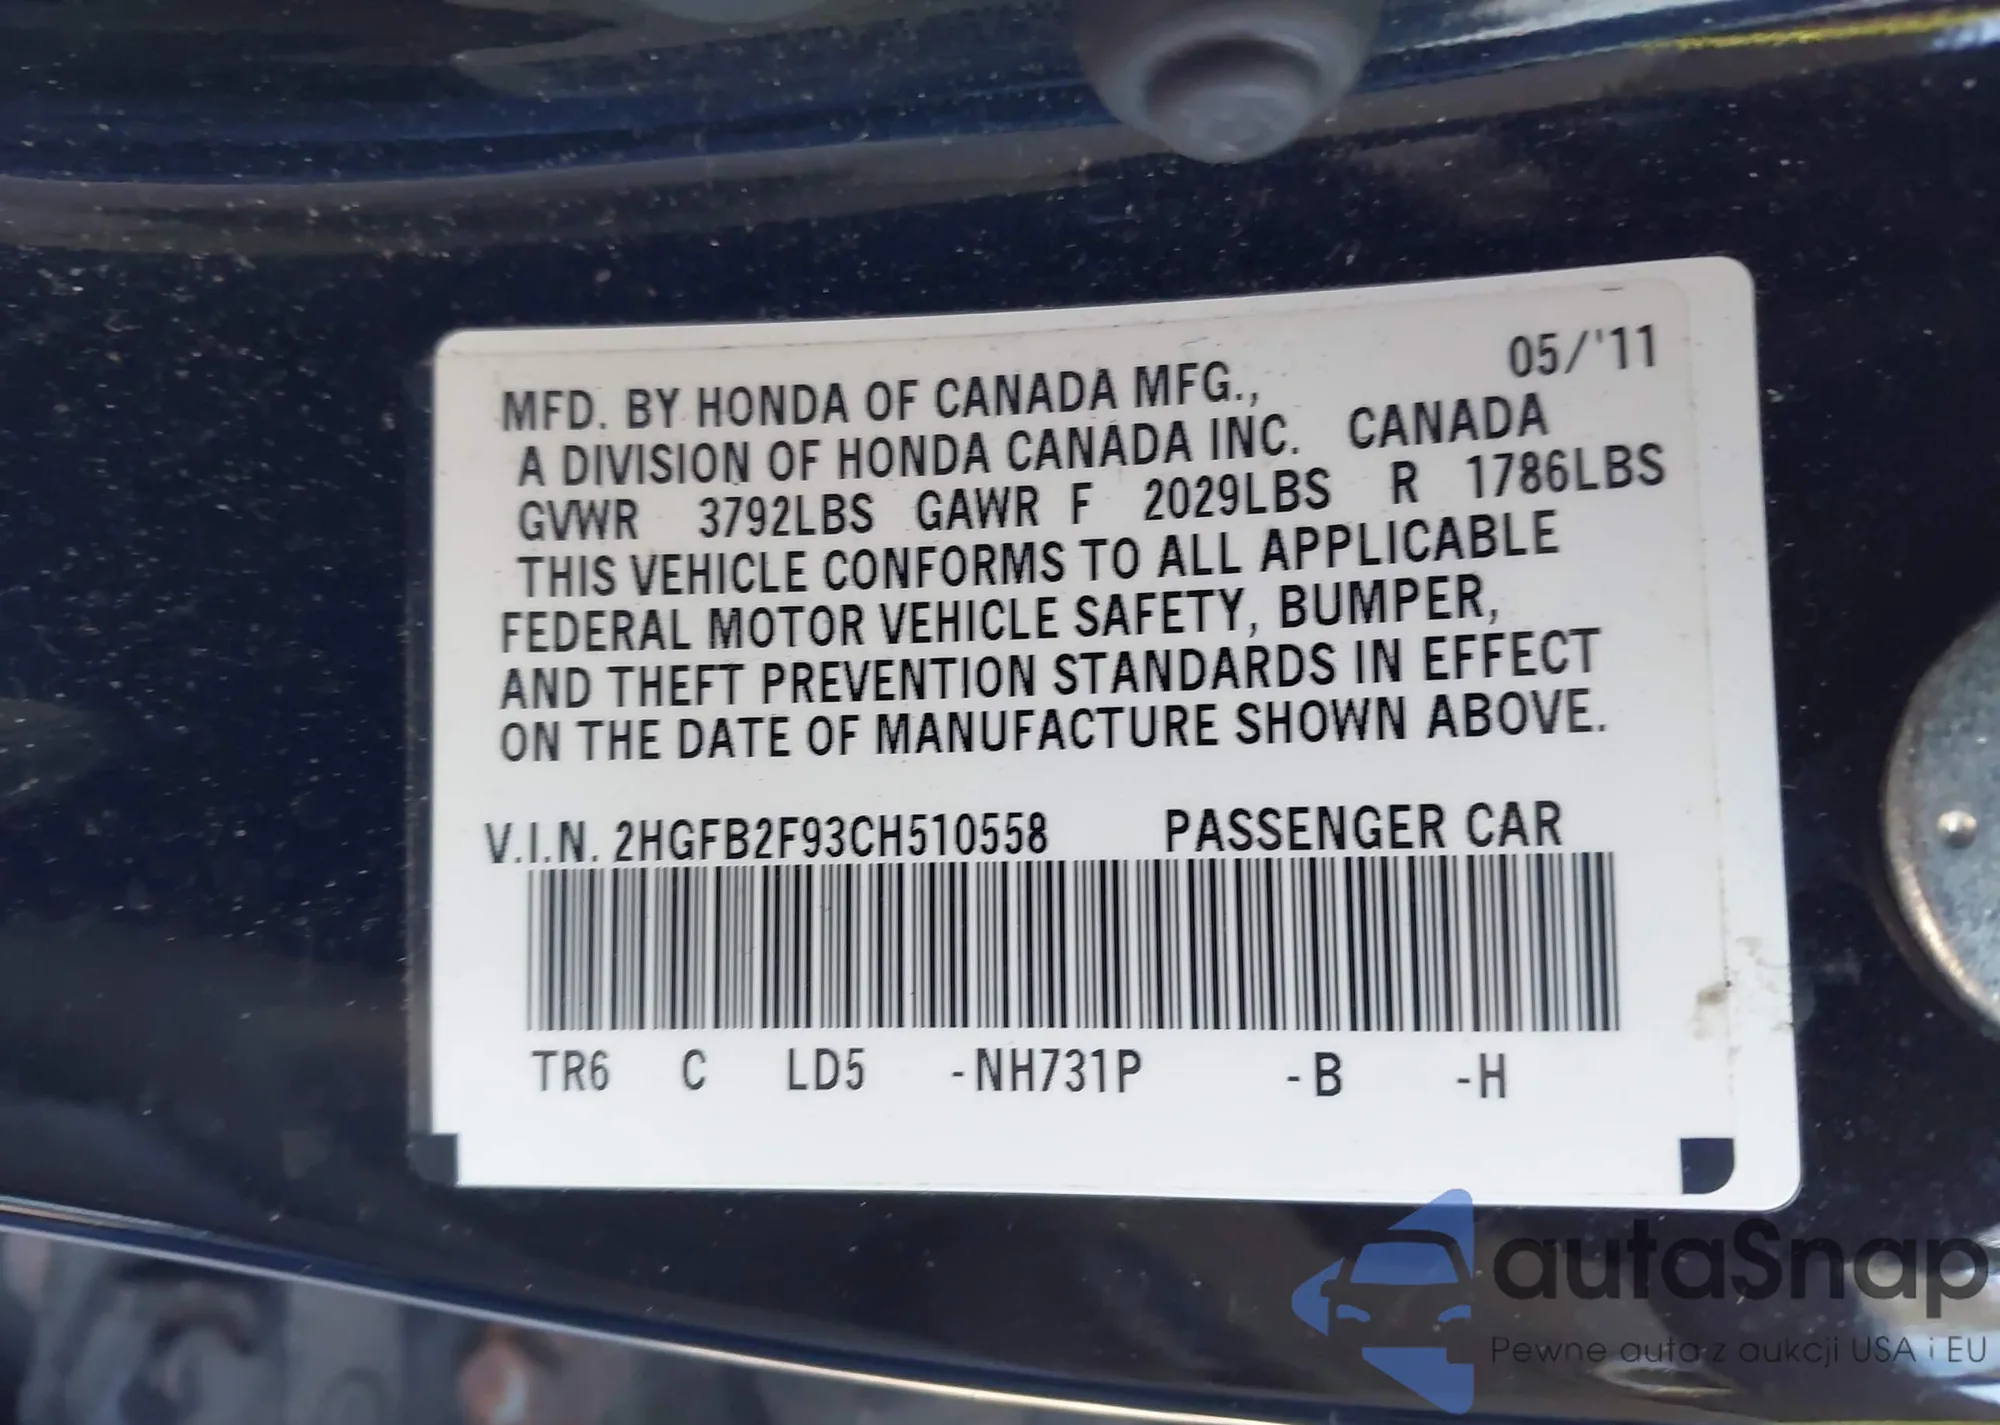 05/'11
MFD. BY HONDA OF CANADA MFG.,
A DIVISION OF HONDA CANADA INC. CANADA
GVWR 3792LBS GAWR F 2029LBS R 1786LBS
THIS VEHICLE CONFORMS TO ALL APPLICABLE
FEDERAL MOTOR VEHICLE SAFETY, BUMPER,
AND THEFT PREVENTION STANDARDS IN EFFECT
ON THE DATE OF MANUFACTURE SHOWN ABOVE.
V.I.N. 2HGFB2F93CH510558 PASSENGER CAR
TR6 C LD5 -NH731P -B -H
autaSnap
Pewne auta z aukcji USA i EU